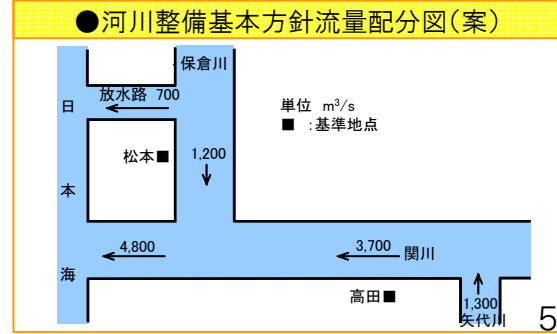 ●河川整備基本方針流量配分図(案)
保倉川
放水路 700
日本海
単位 m³/s
■ :基準地点
松本■
1,200
4,800
3,700
関川
高田■
1,300
矢代川
5